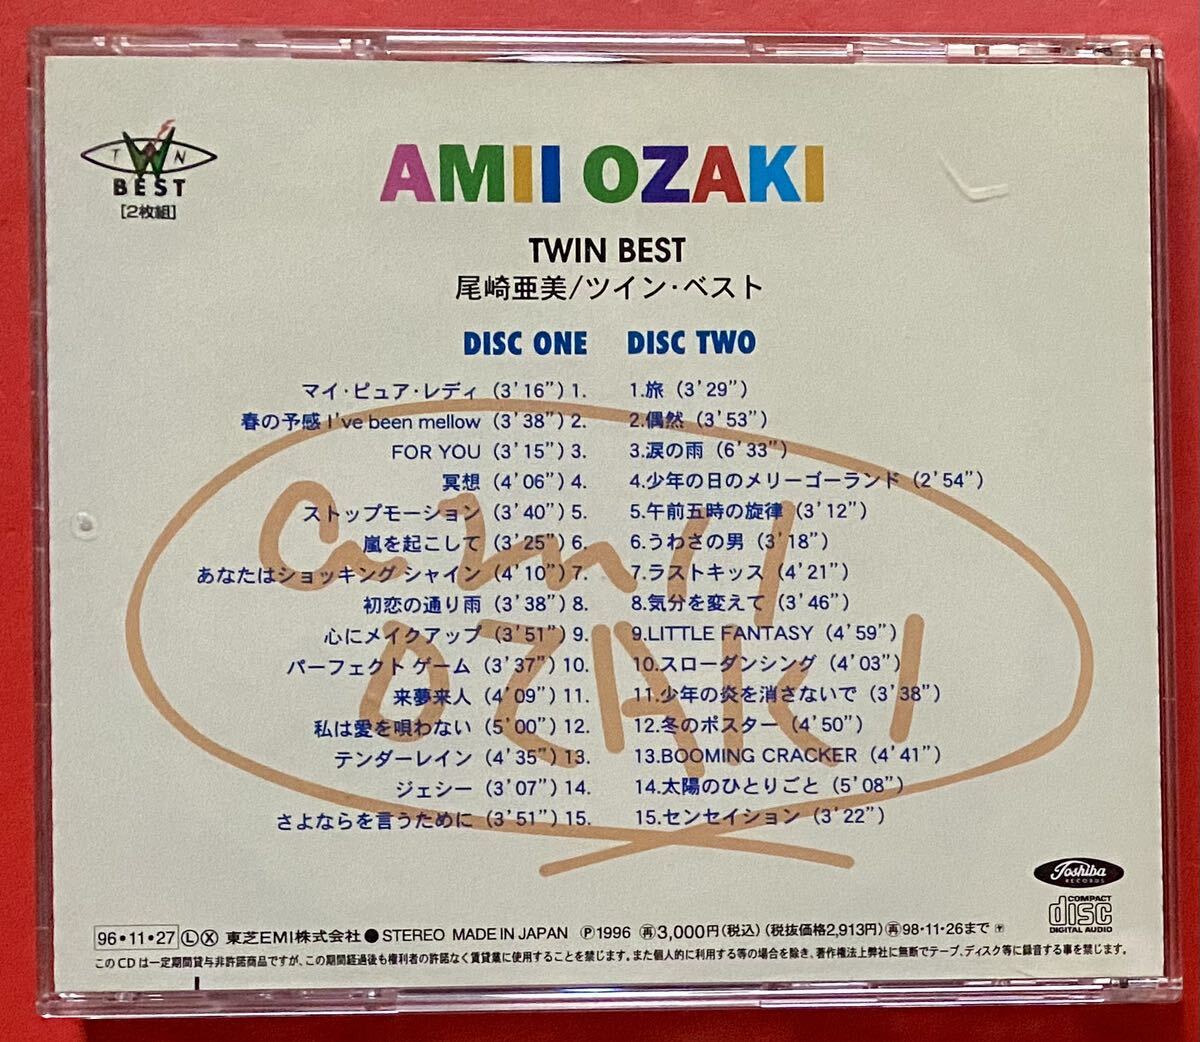 TWIN
BEST
[2枚組]
AMII OZAKI
TWIN BEST
尾崎亜美/ツイン・ベスト
DISC ONE
マイ・ピュア・レディ (3'16") 1.
春の予感 I've been mellow (3'38") 2.
FOR YOU (3'15") 3.
冥想 (4'06") 4.
ストップモーション (3'40") 5.
嵐を起こして (3'25") 6.
あなたはショッキング シャイン (4'10") 7.
初恋の通り雨 (3'38") 8.
心にメイクアップ (3'51") 9.
パーフェクト ゲーム (3'37") 10.
来夢来人 (4'09") 11.
私は愛を唄わない (5'00") 12.
テンダーレイン (4'35") 13.
ジェシー (3'07") 14.
さよならを言うために (3'51") 15.
DISC TWO
1.旅 (3'29")
2.偶然 (3'53")
3.涙の雨 (6'33")
4.少年の日のメリーゴーランド (2'54")
5.午前五時の旋律 (3'12")
6.うわさの男 (3'18")
7.ラストキッス (4'21")
8.気分を変えて (3'46")
9.LITTLE FANTASY (4'59")
10.スローダンシング (4'03")
11.少年の炎を消さないで (3'38")
12.冬のポスター (4'50")
13.BOOMING CRACKER (4'41")
14.太陽のひとりごと (5'08")
15.センセイション (3'22")
amii
OZAKI
Toshiba
RECORDS
COMPACT
disc
DIGITAL AUDIO
96•11•27 Ⓛ Ⓧ 東芝EMI株式会社 ● STEREO MADE IN JAPAN Ⓟ1996 ㊢3,000円(税込) (税抜価格2,913円) ㊢98・11・26まで
このCDは一定期間貸与非許諾商品ですが、この期間経過後も権利者の許諾なく賃貸業に使用することを禁じます。また個人的に利用する等の場合を除き、著作権法上弊社に無断でテープ、ディスク等に録音する事を禁じます。